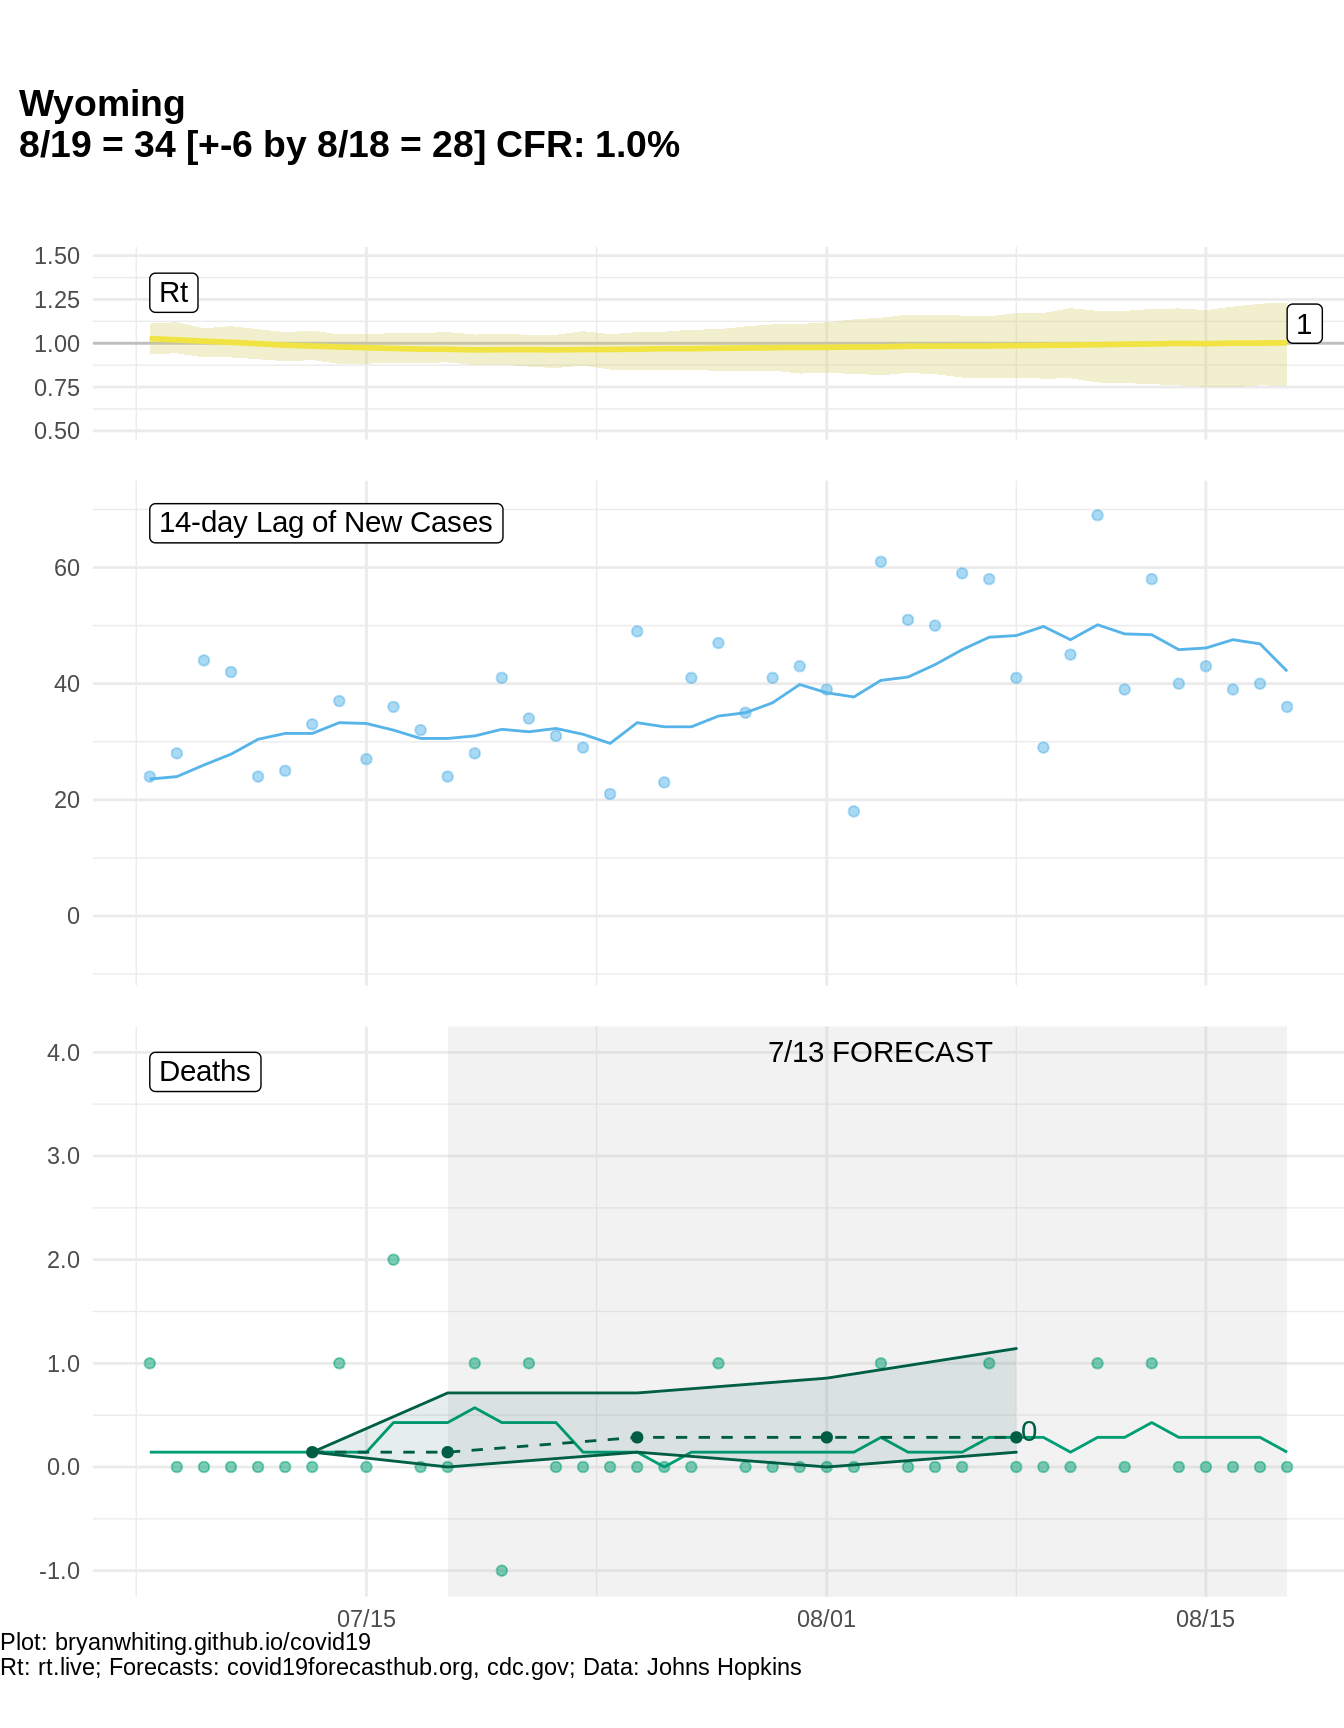 Wyoming
8/19 = 34 [+-6 by 8/18 = 28] CFR: 1.0%
1.50
1.25
1.00
0.75
0.50
Rt
1
14-day Lag of New Cases
60
40
20
0
7/13 FORECAST
Deaths
4.0
3.0
2.0
1.0
0.0
-1.0
0
07/15
08/01
08/15
Plot: bryanwhiting.github.io/covid19
Rt: rt.live; Forecasts: covid19forecasthub.org, cdc.gov; Data: Johns Hopkins